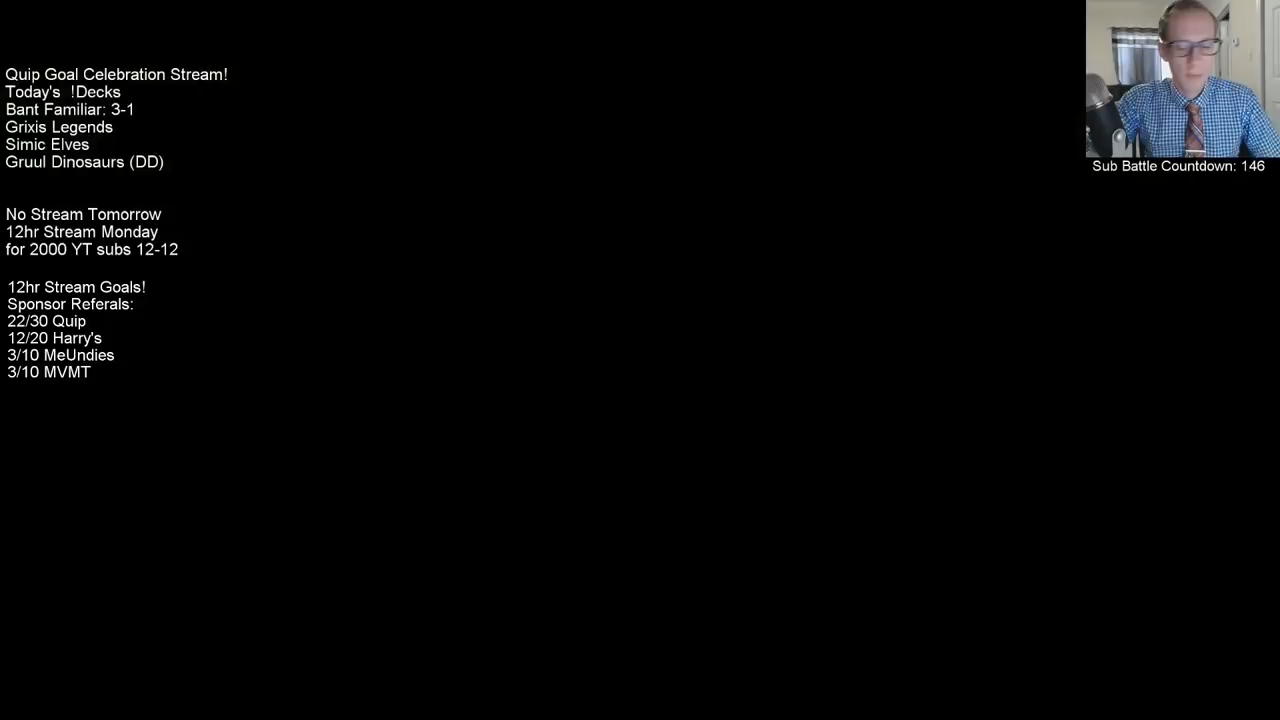 Quip Goal Celebration Stream!
Today's !Decks
Bant Familiar: 3-1
Grixis Legends
Simic Elves
Gruul Dinosaurs (DD)
No Stream Tomorrow
12hr Stream Monday
for 2000 YT subs 12-12
12hr Stream Goals!
Sponsor Referals:
22/30 Quip
12/20 Harry's
3/10 MeUndies
3/10 MVMT
Sub Battle Countdown: 146